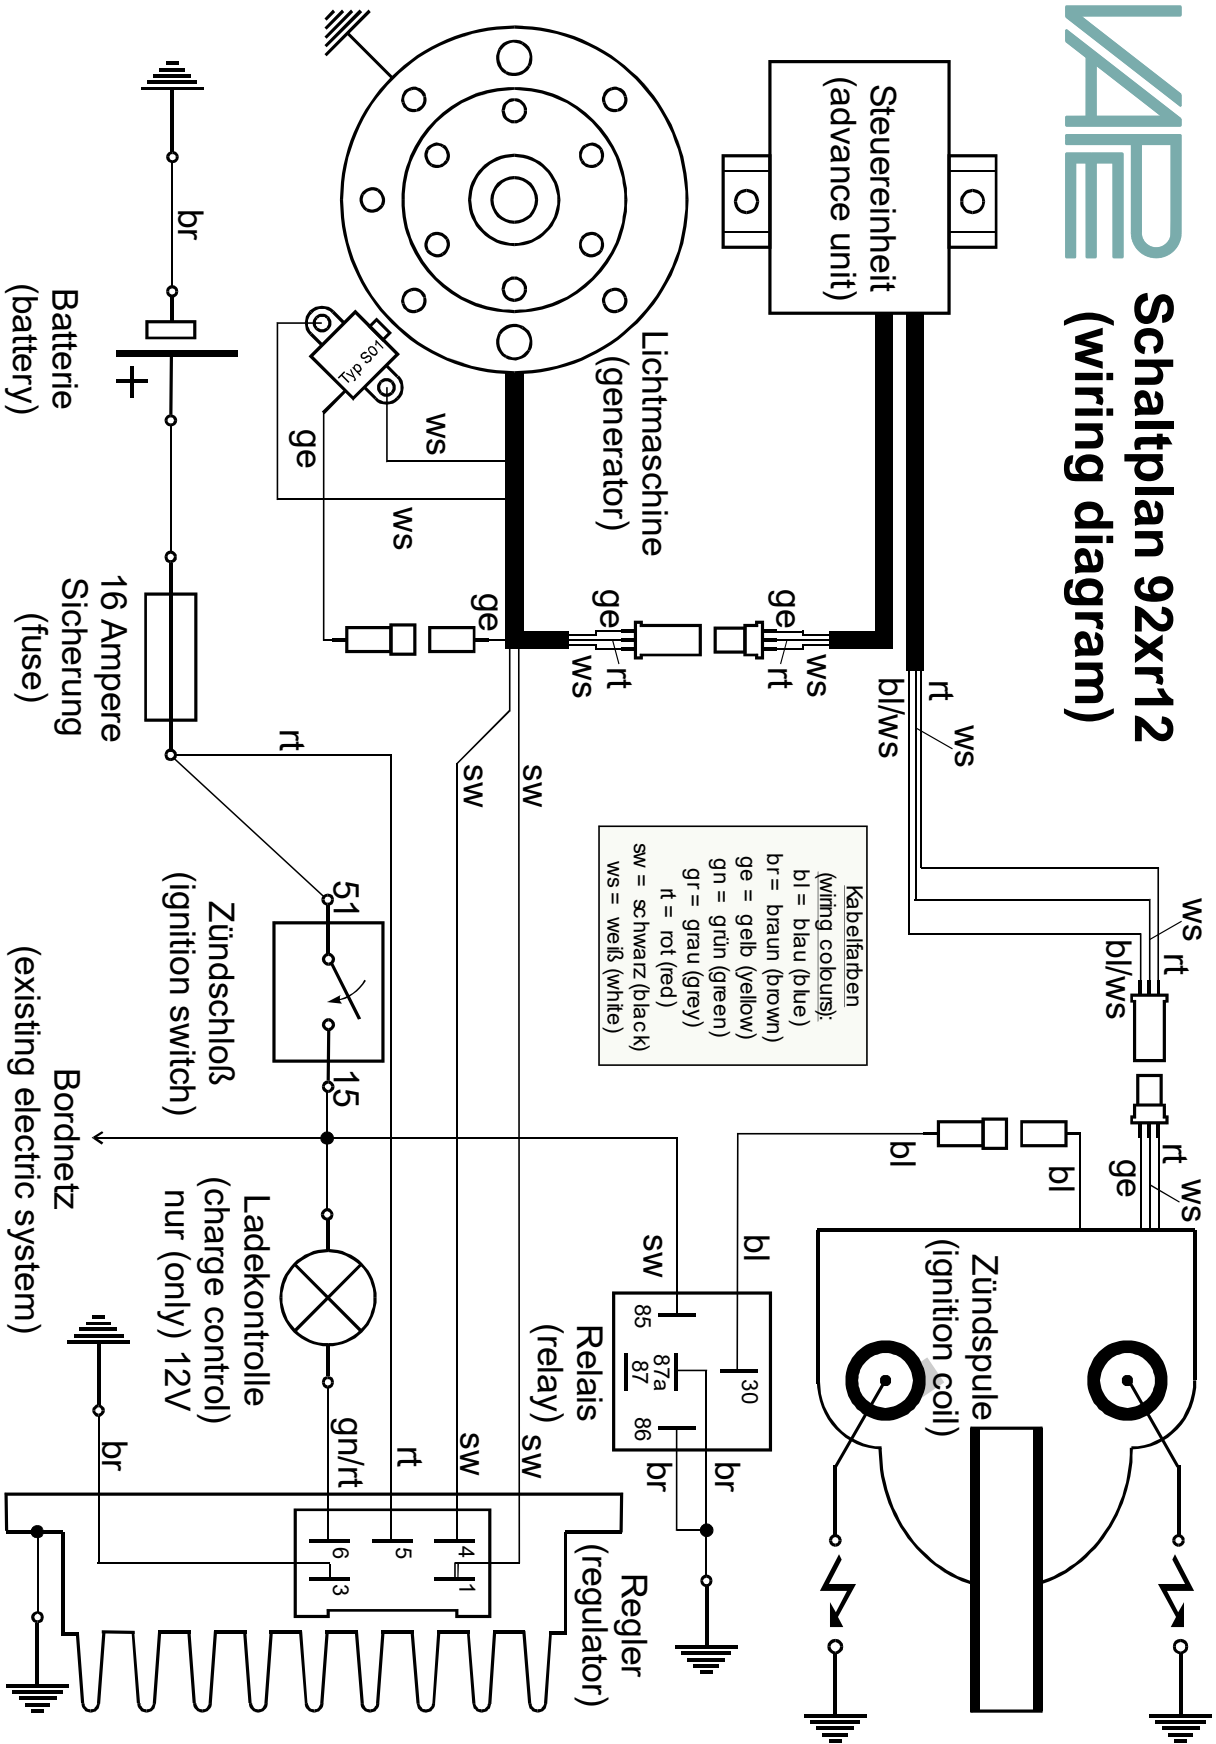 VAPE
Schaltplan 92xr12
(wiring diagram)
Steuereinheit
(advance unit)
rt
ws
bl/ws
ws
rt
bl/ws
rt
ws
ge
Zündspule
(ignition coil)
bl
bl
bl
Lichtmaschine
(generator)
Typ S01
ws
ge
ws
ge
ge
rt
ws
ge
rt
ws
sw
sw
Kabelfarben
(wiring colours):
bl = blau (blue)
br = braun (brown)
ge = gelb (yellow)
gn = grün (green)
gr = grau (grey)
rt = rot (red)
sw = schwarz (black)
ws = weiß (white)
sw
85
87a
87
30
86
Relais
(relay)
br
br
sw
sw
br
Batterie
(battery)
+
16 Ampere
Sicherung
(fuse)
rt
51
15
Zündschloß
(ignition switch)
Bordnetz
(existing electric system)
Ladekontrolle
(charge control)
nur (only) 12V
gn/rt
rt
br
6
5
4
3
1
Regler
(regulator)